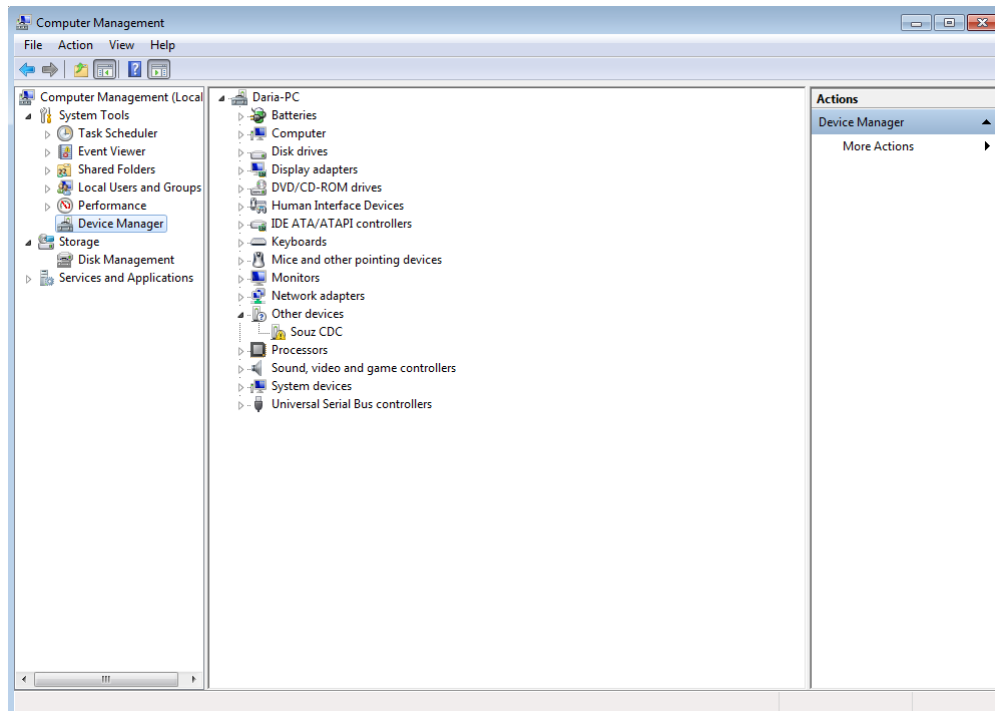 Computer Management
File Action View Help
Computer Management (Local
System Tools
Task Scheduler
Event Viewer
Shared Folders
Local Users and Groups
Performance
Device Manager
Storage
Disk Management
Services and Applications
Daria-PC
Batteries
Computer
Disk drives
Display adapters
DVD/CD-ROM drives
Human Interface Devices
IDE ATA/ATAPI controllers
Keyboards
Mice and other pointing devices
Monitors
Network adapters
Other devices
Souz CDC
Processors
Sound, video and game controllers
System devices
Universal Serial Bus controllers
Actions
Device Manager
More Actions